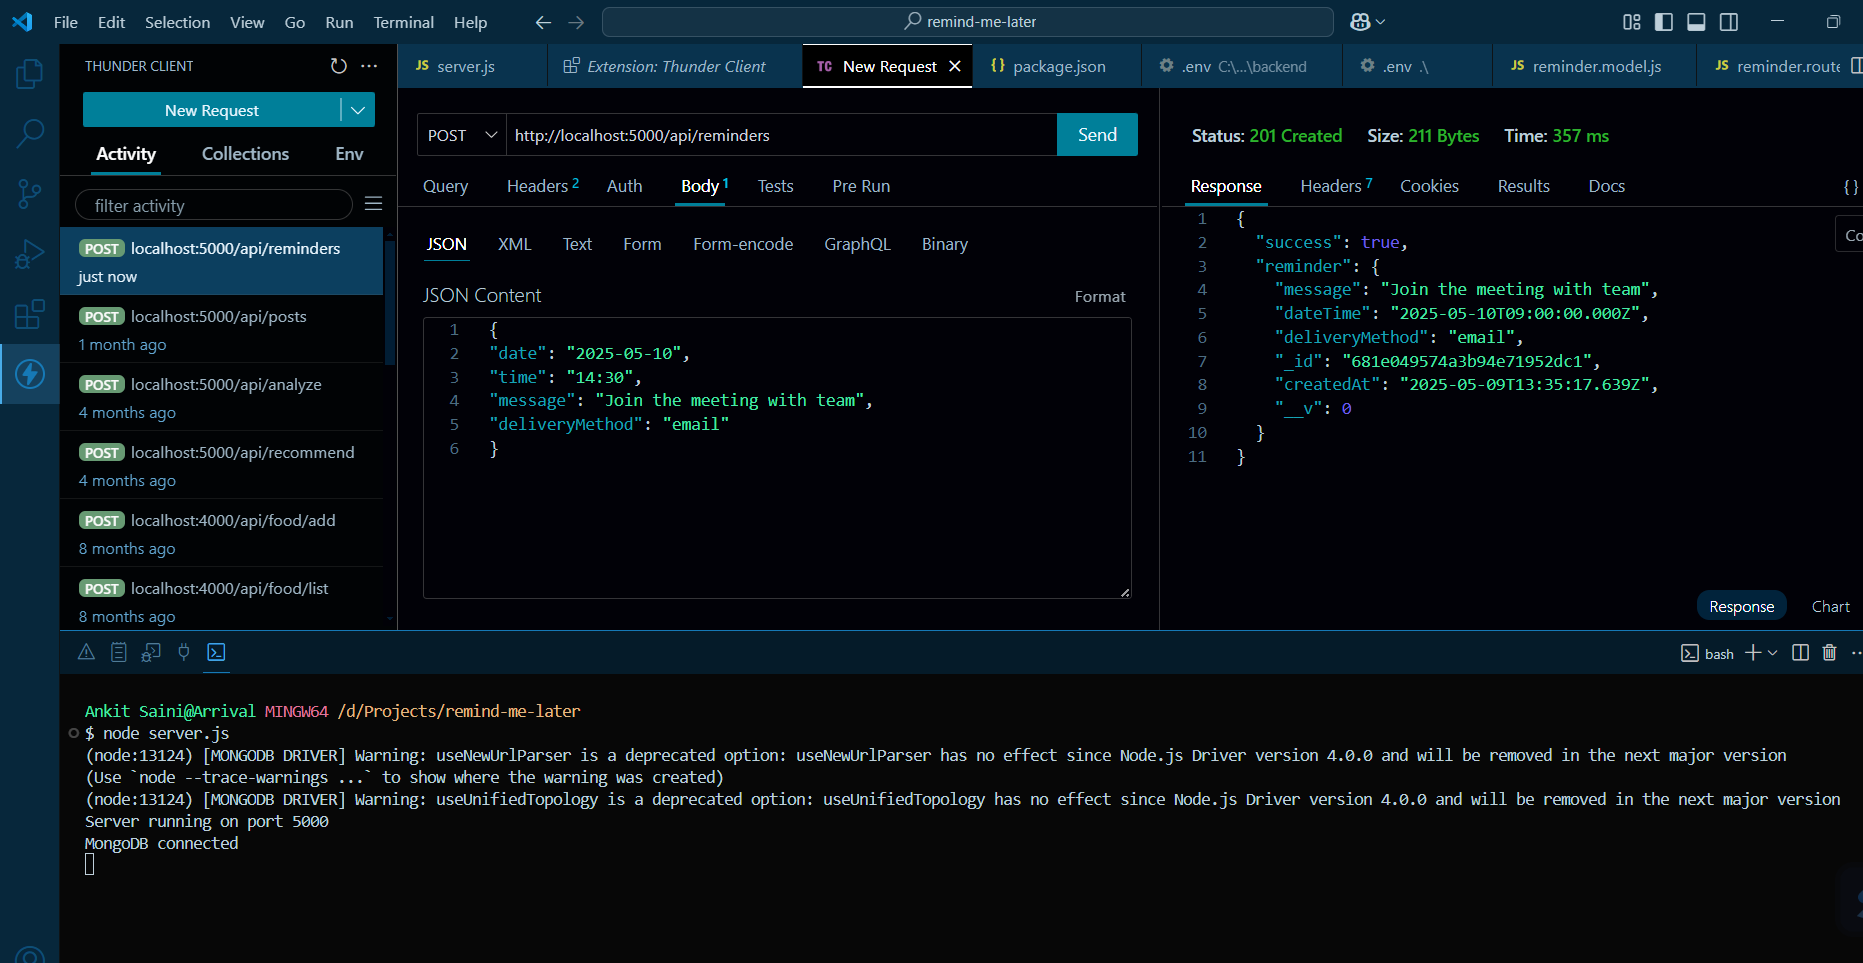 File Edit Selection View Go Run Terminal Help
remind-me-later
THUNDER CLIENT
New Request
Activity Collections Env
filter activity
POST localhost:5000/api/reminders
just now
POST localhost:5000/api/posts
1 month ago
POST localhost:5000/api/analyze
4 months ago
POST localhost:5000/api/recommend
4 months ago
POST localhost:4000/api/food/add
8 months ago
POST localhost:4000/api/food/list
8 months ago
JS server.js
Extension: Thunder Client
TC New Request
{} package.json
.env C:\...\backend
.env .\
JS reminder.model.js
JS reminder.route
POST http://localhost:5000/api/reminders Send
Query Headers 2 Auth Body 1 Tests Pre Run
JSON XML Text Form Form-encode GraphQL Binary
JSON Content Format
1 {
2 "date": "2025-05-10",
3 "time": "14:30",
4 "message": "Join the meeting with team",
5 "deliveryMethod": "email"
6 }
Status: 201 Created Size: 211 Bytes Time: 357 ms
Response Headers 7 Cookies Results Docs {}
Co
1 {
2 "success": true,
3 "reminder": {
4 "message": "Join the meeting with team",
5 "dateTime": "2025-05-10T09:00:00.000Z",
6 "deliveryMethod": "email",
7 "_id": "681e049574a3b94e71952dc1",
8 "createdAt": "2025-05-09T13:35:17.639Z",
9 "__v": 0
10 }
11 }
Response Chart
bash
Ankit Saini@Arrival MINGW64 /d/Projects/remind-me-later
$ node server.js
(node:13124) [MONGODB DRIVER] Warning: useNewUrlParser is a deprecated option: useNewUrlParser has no effect since Node.js Driver version 4.0.0 and will be removed in the next major version
(Use `node --trace-warnings ...` to show where the warning was created)
(node:13124) [MONGODB DRIVER] Warning: useUnifiedTopology is a deprecated option: useUnifiedTopology has no effect since Node.js Driver version 4.0.0 and will be removed in the next major version
Server running on port 5000
MongoDB connected